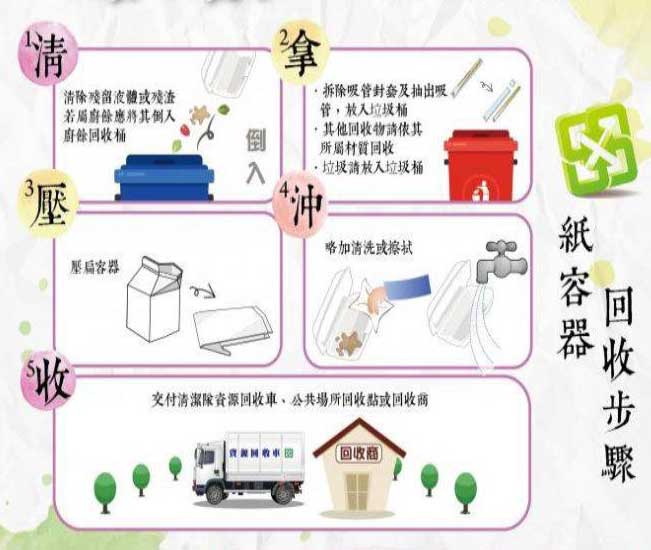 1清
清除殘留液體或殘渣
若屬廚餘應將其倒入
廚餘回收桶
倒入
2拿
· 拆除吸管封套及抽出吸
管，放入垃圾桶
· 其他回收物請依其
所屬材質回收
· 垃圾請放入垃圾桶
3壓
壓扁容器
4沖
略加清洗或擦拭
5收
交付清潔隊資源回收車、公共場所回收點或回收商
資源回收車
回收商
紙容器
回收步驟